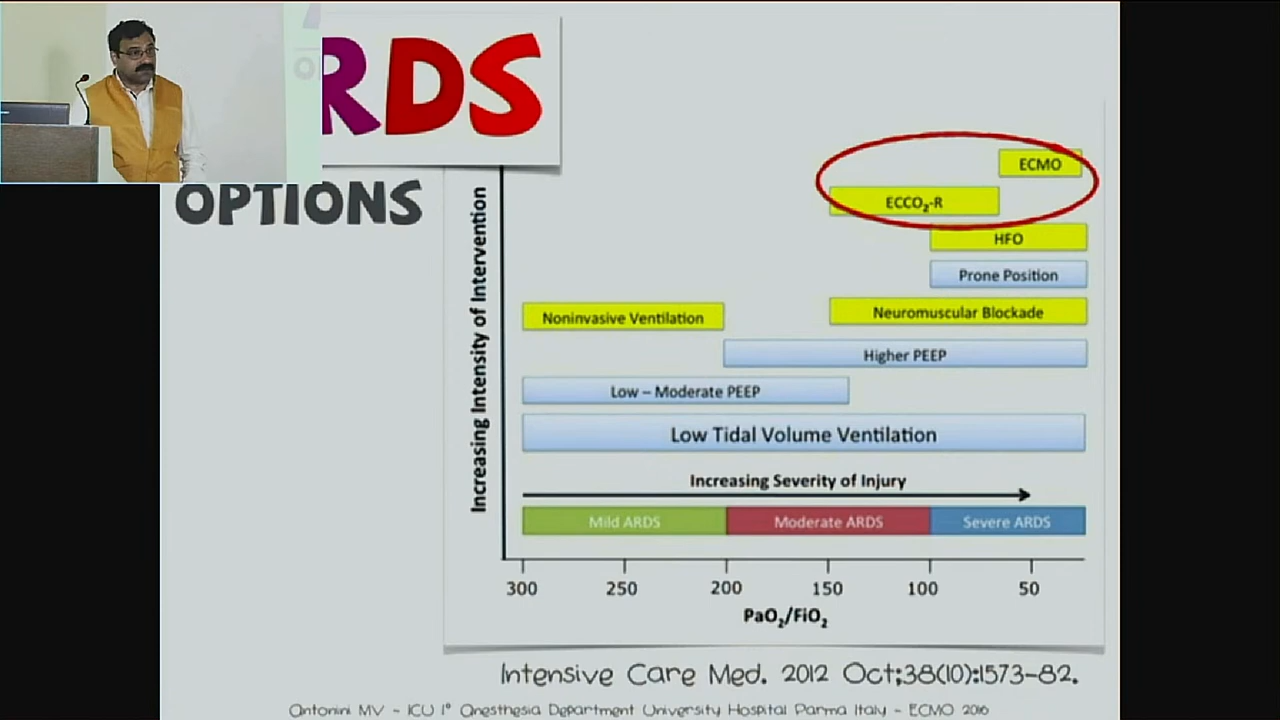 RDS
OPTIONS
Increasing Intensity of Intervention
ECMO
ECCO₂-R
HFO
Prone Position
Noninvasive Ventilation
Neuromuscular Blockade
Higher PEEP
Low – Moderate PEEP
Low Tidal Volume Ventilation
Increasing Severity of Injury
Mild ARDS Moderate ARDS Severe ARDS
300 250 200 150 100 50
PaO₂/FiO₂
Intensive Care Med. 2012 Oct;38(10):1573-82.
Antonini MV - ICU 1° Anesthesia Department University Hospital Parma Italy - ECMO 2016